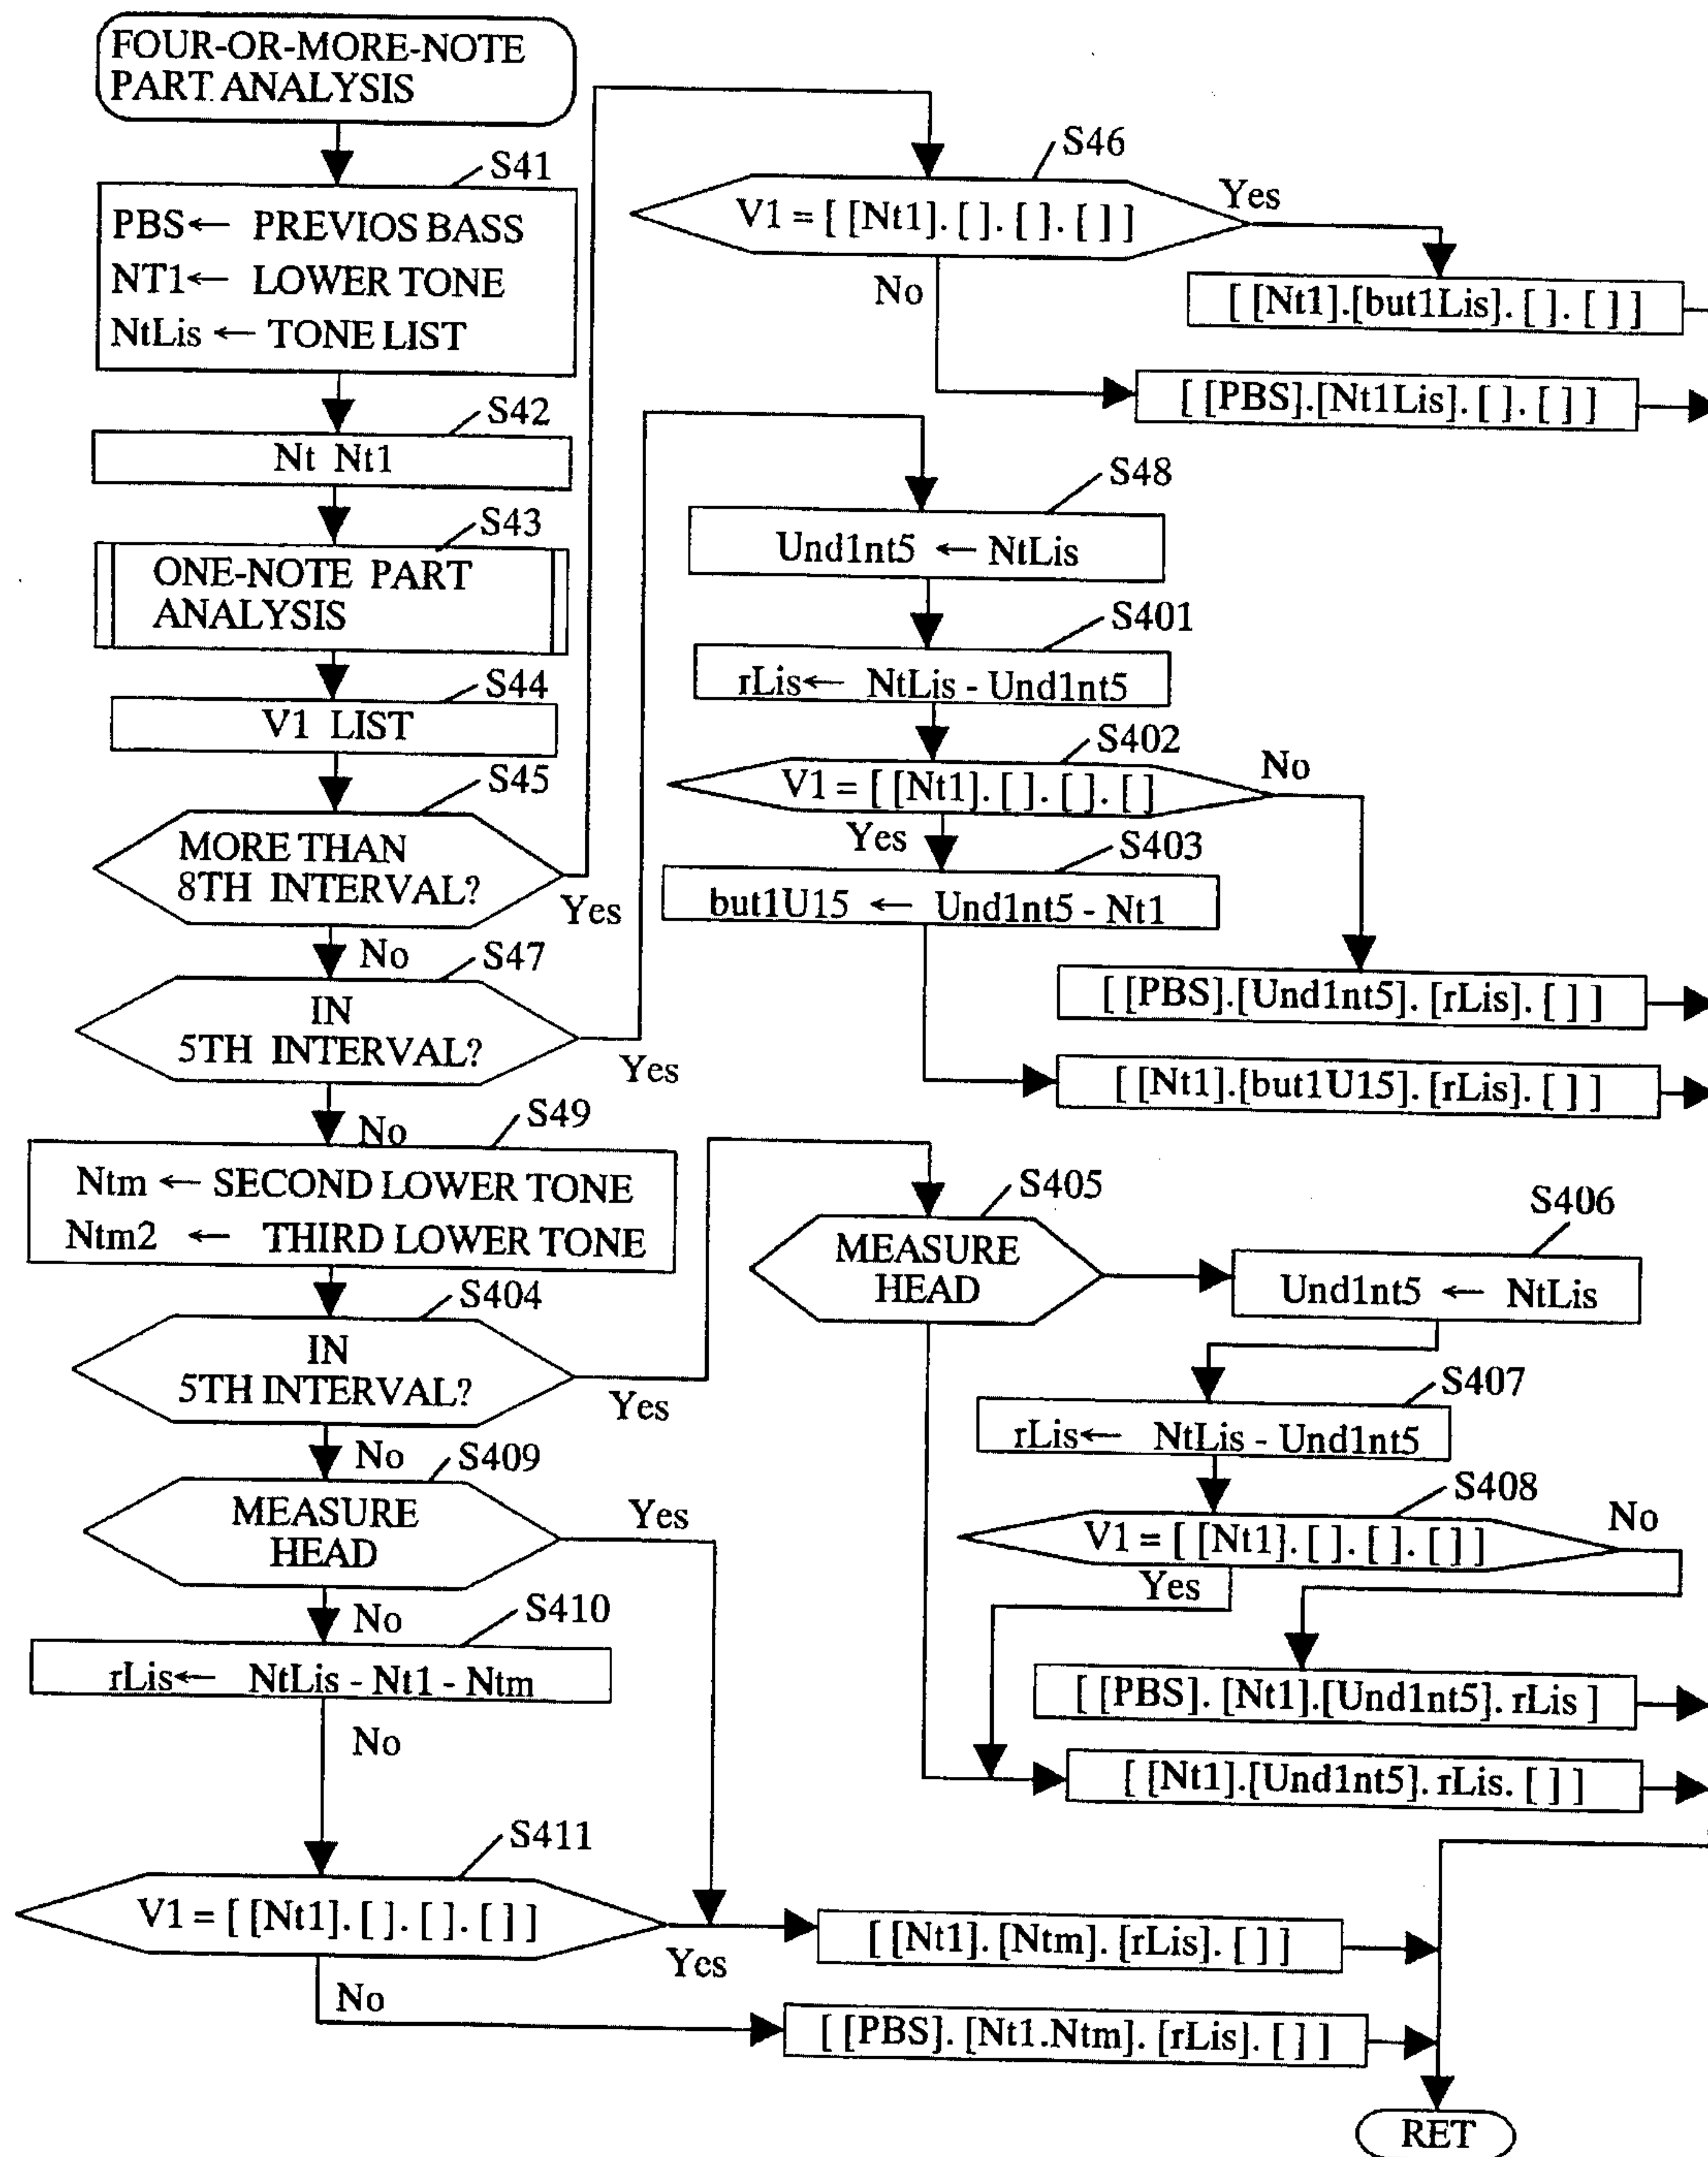 FOUR-OR-MORE-NOTE
PART ANALYSIS
S41
PBS← PREVIOS BASS
NT1← LOWER TONE
NtLis ← TONE LIST
S42
Nt Nt1
S43
ONE-NOTE PART
ANALYSIS
S44
V1 LIST
S45
MORE THAN
8TH INTERVAL?
Yes
No
S47
IN
5TH INTERVAL?
Yes
No
S49
Ntm ← SECOND LOWER TONE
Ntm2 ← THIRD LOWER TONE
S404
IN
5TH INTERVAL?
Yes
No
S409
MEASURE
HEAD
Yes
No
S410
rLis← NtLis - Nt1 - Ntm
No
S411
V1 = [ [Nt1]. [ ]. [ ]. [ ] ]
Yes
No
S46
V1 = [ [Nt1]. [ ]. [ ]. [ ] ]
Yes
No
[ [Nt1].[but1Lis]. [ ]. [ ] ]
[ [PBS].[Nt1Lis]. [ ]. [ ] ]
S48
Und1nt5 ← NtLis
S401
rLis← NtLis - Und1nt5
S402
V1 = [ [Nt1]. [ ]. [ ]. [ ]
No
Yes
S403
but1U15 ← Und1nt5 - Nt1
[ [PBS].[Und1nt5]. [rLis]. [ ] ]
[ [Nt1].[but1U15]. [rLis]. [ ] ]
S405
MEASURE
HEAD
S406
Und1nt5 ← NtLis
S407
rLis← NtLis - Und1nt5
S408
V1 = [ [Nt1]. [ ]. [ ]. [ ] ]
No
Yes
[ [PBS]. [Nt1].[Und1nt5]. rLis ]
[ [Nt1].[Und1nt5]. rLis. [ ] ]
[ [Nt1]. [Ntm]. [rLis]. [ ] ]
[ [PBS]. [Nt1.Ntm]. [rLis]. [ ] ]
RET